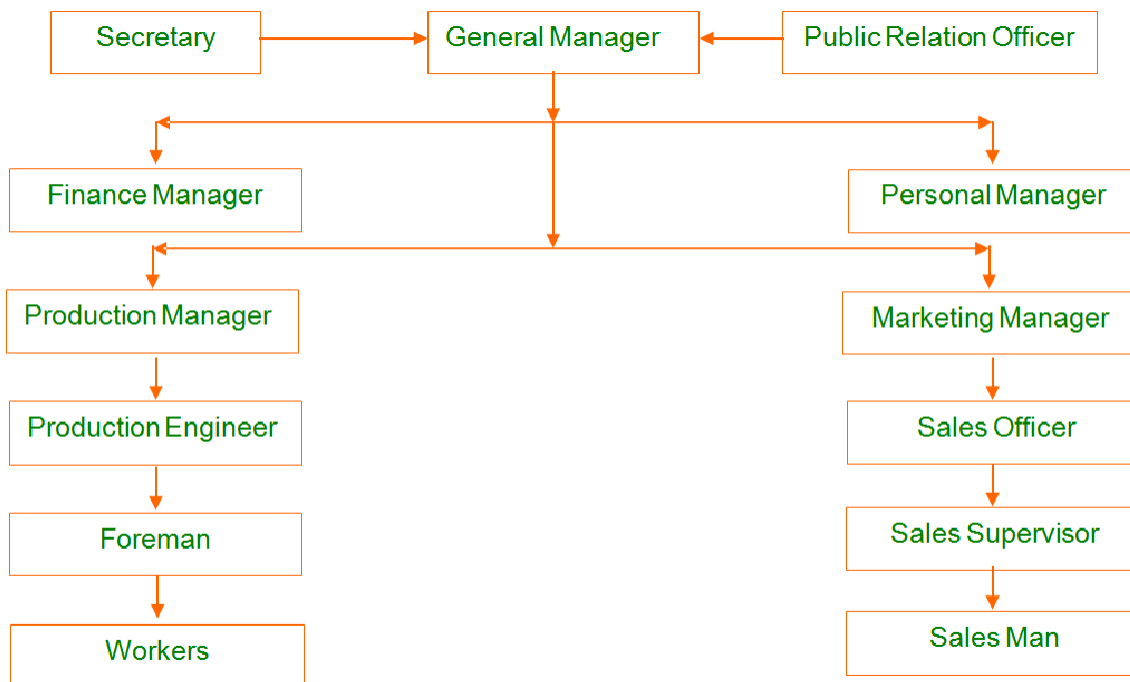 Secretary
General Manager
Public Relation Officer
Finance Manager
Personal Manager
Production Manager
Marketing Manager
Production Engineer
Sales Officer
Foreman
Sales Supervisor
Workers
Sales Man